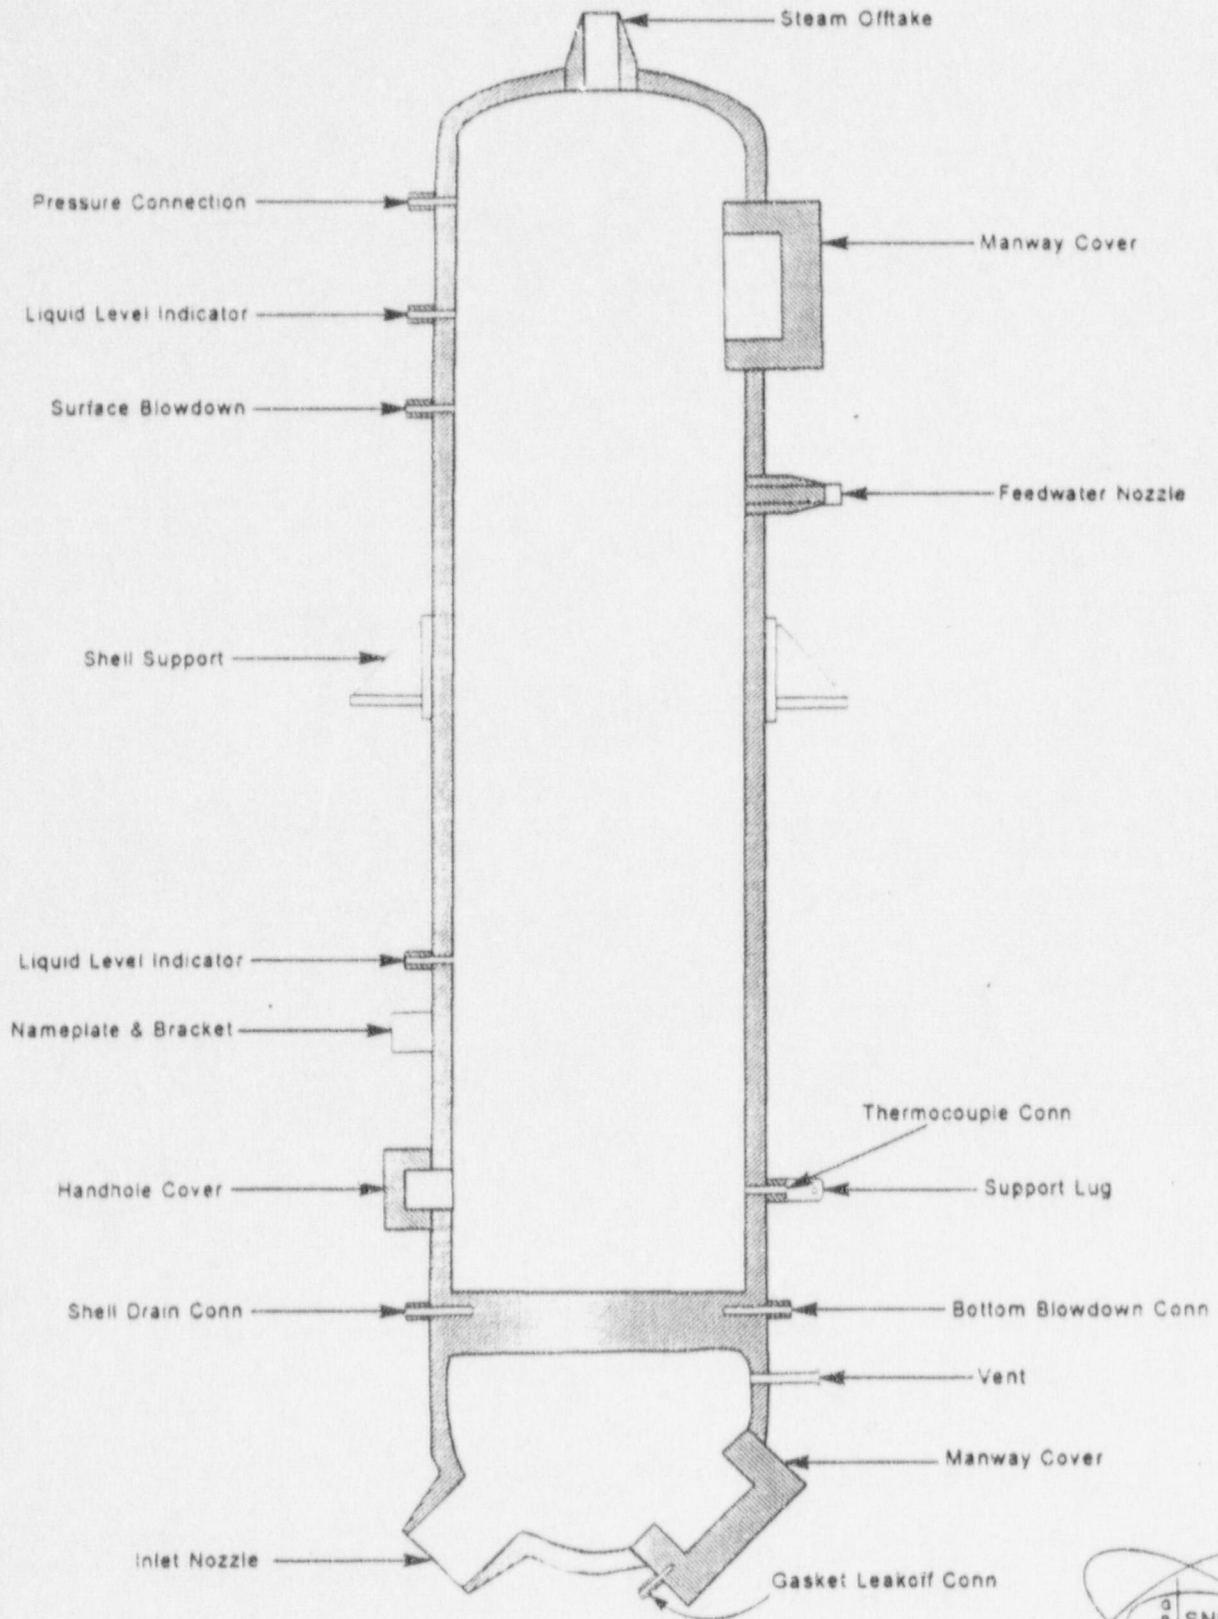 Steam Offtake
Pressure Connection
Manway Cover
Liquid Level Indicator
Surface Blowdown
Feedwater Nozzle
Shell Support
Liquid Level Indicator
Nameplate & Bracket
Thermocouple Conn
Handhole Cover
Support Lug
Shell Drain Conn
Bottom Blowdown Conn
Vent
Manway Cover
Inlet Nozzle
Gasket Leakoff Conn
SN